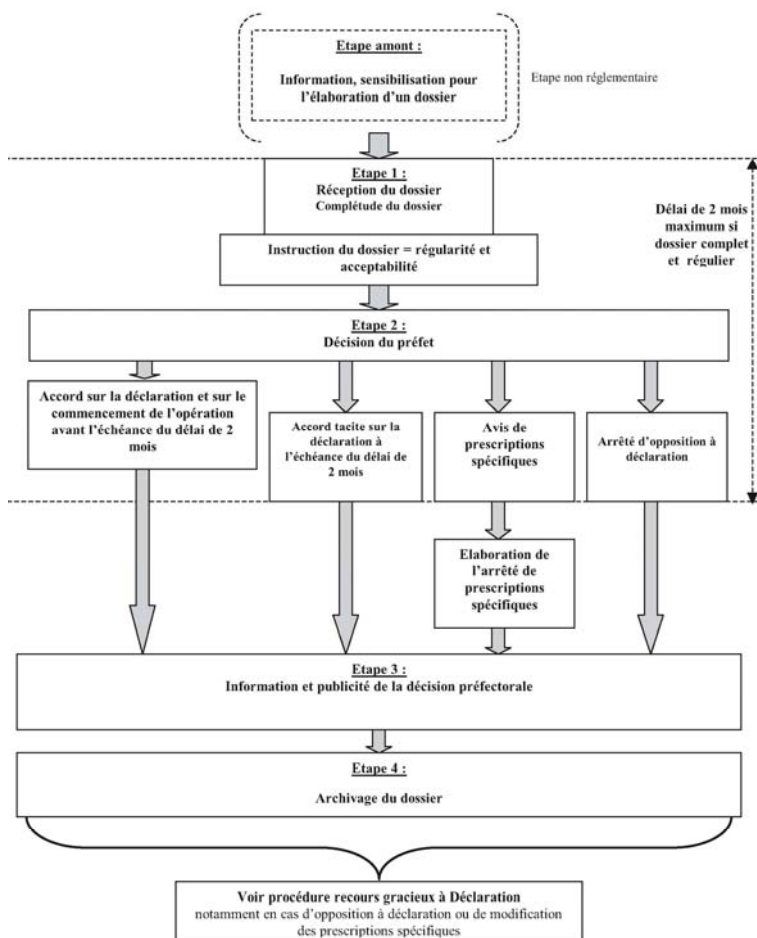 Etape amont :
Information, sensibilisation pour
l'élaboration d'un dossier
Etape non réglementaire
Etape 1 :
Réception du dossier
Complétude du dossier
Délai de 2 mois
maximum si
dossier complet
et régulier
Instruction du dossier = régularité et
acceptabilité
Etape 2 :
Décision du préfet
Accord sur la déclaration et sur le
commencement de l'opération
avant l'échéance du délai de 2
mois
Accord tacite sur la
déclaration à
l'échéance du délai de
2 mois
Avis de
prescriptions
spécifiques
Arrêté d'opposition à
déclaration
Elaboration de
l'arrêté de
prescriptions
spécifiques
Etape 3 :
Information et publicité de la décision préfectorale
Etape 4 :
Archivage du dossier
Voir procédure recours gracieux à Déclaration
notamment en cas d'opposition à déclaration ou de modification
des prescriptions spécifiques